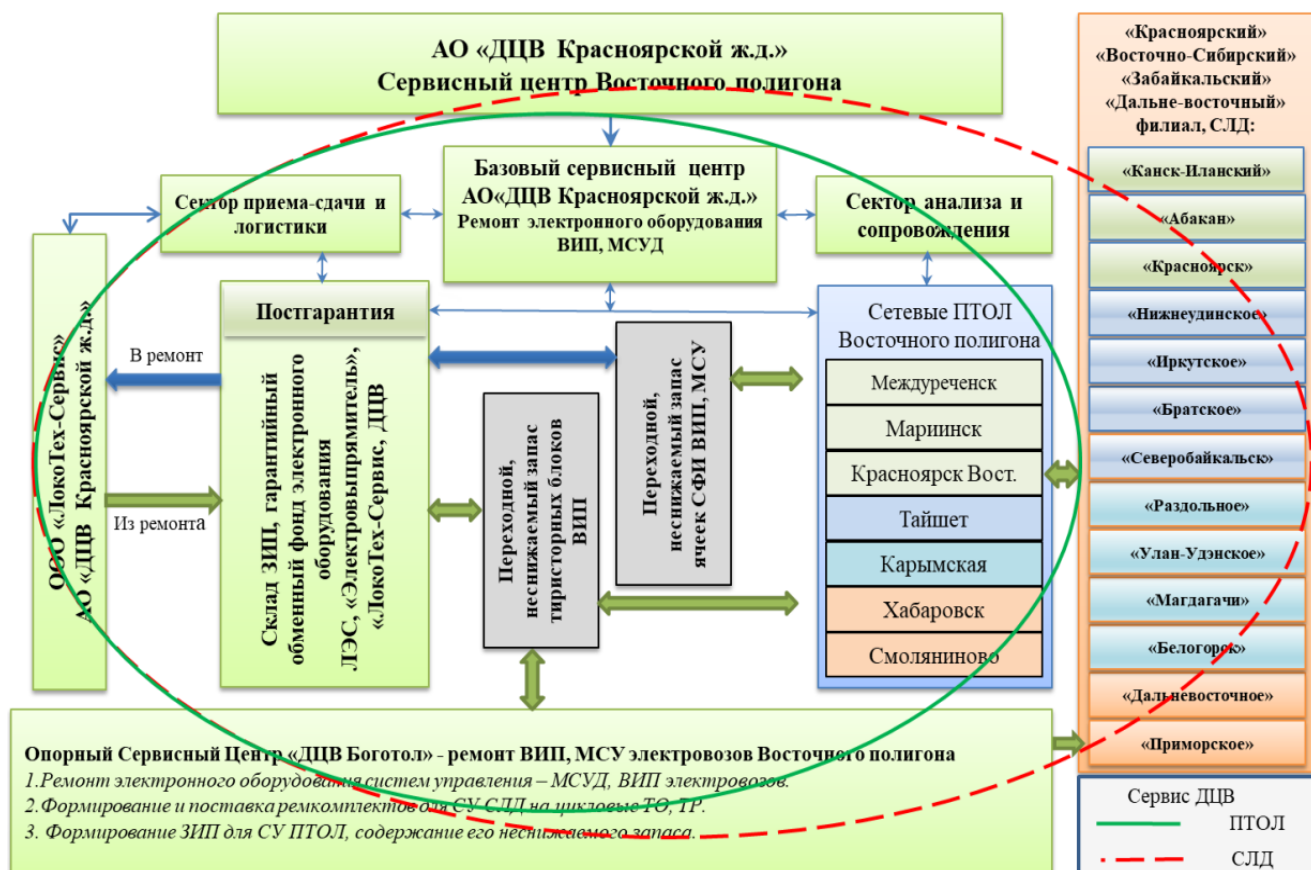 АО «ДЦВ Красноярской ж.д.»
Сервисный центр Восточного полигона
Базовый сервисный центр
АО«ДЦВ Красноярской ж.д.»
Ремонт электронного оборудования
ВИП, МСУД
Сектор приема-сдачи и
логистики
Сектор анализа и
сопровождения
ООО «ЛокоТех-Сервис»
АО «ДЦВ Красноярской ж.д.»
В ремонт
Из ремонта
Постгарантия
Склад ЗИП, гарантийный
обменный фонд электронного
оборудования
ЛЭС, «Электровыпрямитель»,
«ЛокоТех-Сервис, ДЦВ
Переходной,
неснижаемый запас
тиристорных блоков
ВИП
Переходной,
неснижаемый запас
ячеек СФИ ВИП, МСУ
Сетевые ПТОЛ
Восточного полигона
Междуреченск
Мариинск
Красноярск Вост.
Тайшет
Карымская
Хабаровск
Смоляниново
«Красноярский»
«Восточно-Сибирский»
«Забайкальский»
«Дальне-восточный»
филиал, СЛД:
«Канск-Иланский»
«Абакан»
«Красноярск»
«Нижнеудинское»
«Иркутское»
«Братское»
«Северобайкальск»
«Раздольное»
«Улан-Удэнское»
«Магдагачи»
«Белогорск»
«Дальневосточное»
«Приморское»
Опорный Сервисный Центр «ДЦВ Боготол» - ремонт ВИП, МСУ электровозов Восточного полигона
1.Ремонт электронного оборудования систем управления – МСУД, ВИП электровозов.
2.Формирование и поставка ремкомплектов для СУ СЛД на цикловые ТО, ТР.
3. Формирование ЗИП для СУ ПТОЛ, содержание его неснижаемого запаса.
Сервис ДЦВ
ПТОЛ
СЛД